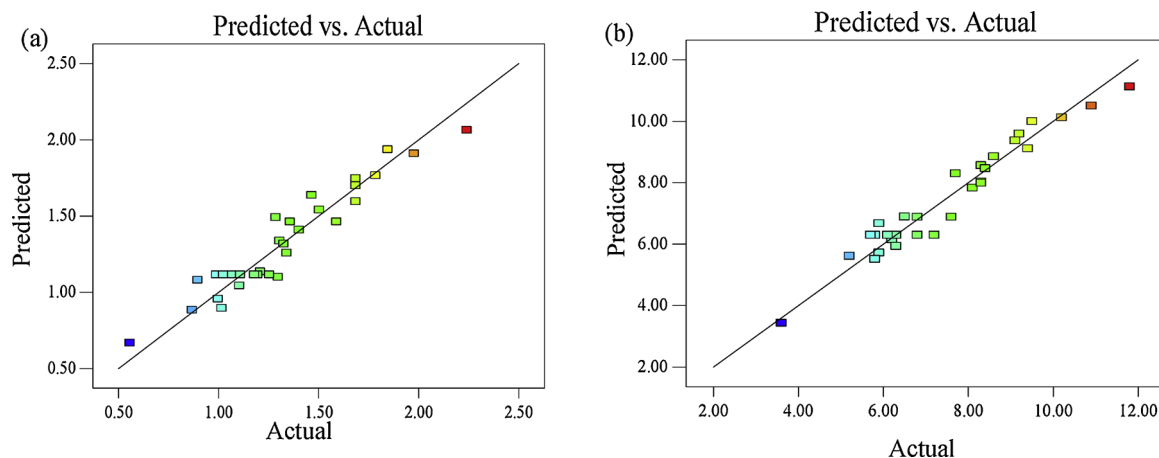 (a)
Predicted vs. Actual
2.50
2.00
1.50
1.00
0.50
Predicted
0.50 1.00 1.50 2.00 2.50
Actual
(b)
Predicted vs. Actual
12.00
10.00
8.00
6.00
4.00
2.00
Predicted
2.00 4.00 6.00 8.00 10.00 12.00
Actual